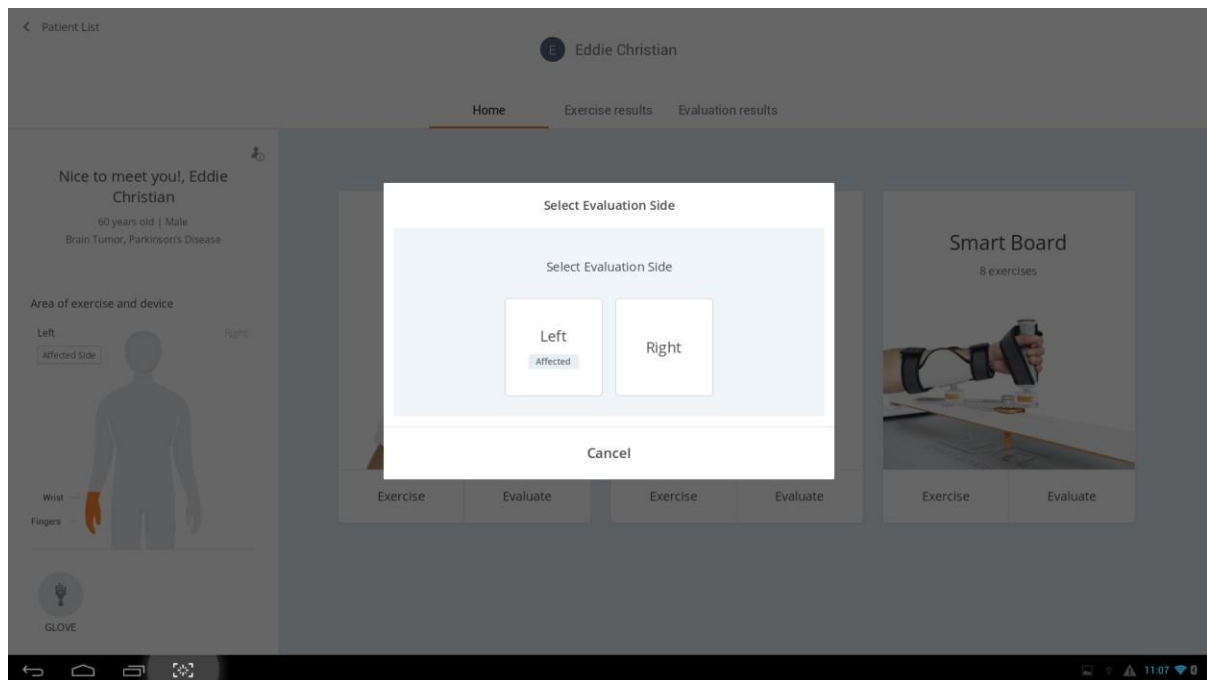 Patient List
E
Eddie Christian
Home
Exercise results
Evaluation results
Nice to meet you!, Eddie
Christian
60 years old | Male
Brain Tumor, Parkinson's Disease
Area of exercise and device
Left
Right
Affected Side
Wrist
Fingers
GLOVE
Select Evaluation Side
Select Evaluation Side
Left
Affected
Right
Cancel
Exercise
Evaluate
Exercise
Evaluate
Smart Board
8 exercises
Exercise
Evaluate
11:07